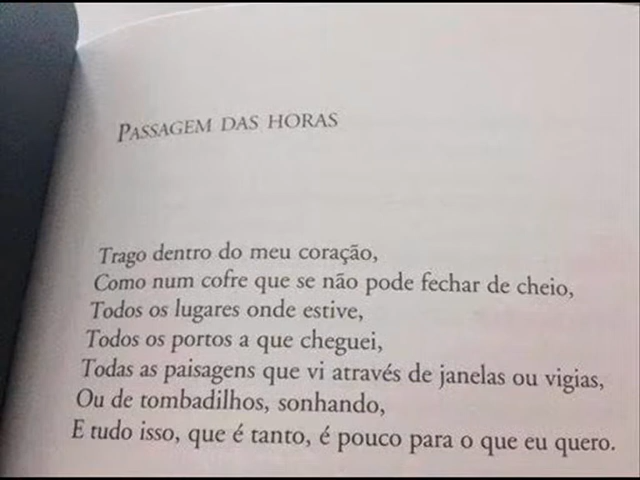 PASSAGEM DAS HORAS
Trago dentro do meu coração,
Como num cofre que se não pode fechar de cheio,
Todos os lugares onde estive,
Todos os portos a que cheguei,
Todas as paisagens que vi através de janelas ou vigias,
Ou de tombadilhos, sonhando,
E tudo isso, que é tanto, é pouco para o que eu quero.